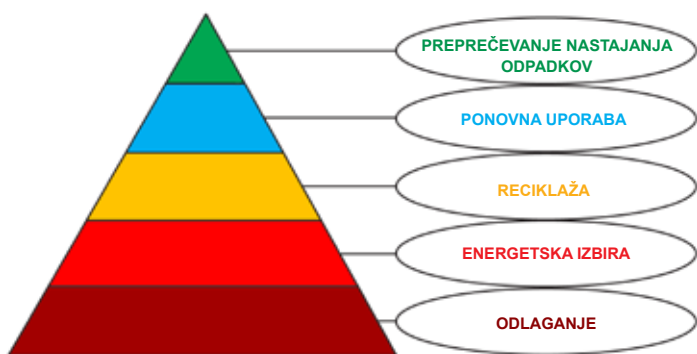 PREPREČEVANJE NASTAJANJA
ODPADKOV
PONOVNA UPORABA
RECIKLAŽA
ENERGETSKA IZBIRA
ODLAGANJE